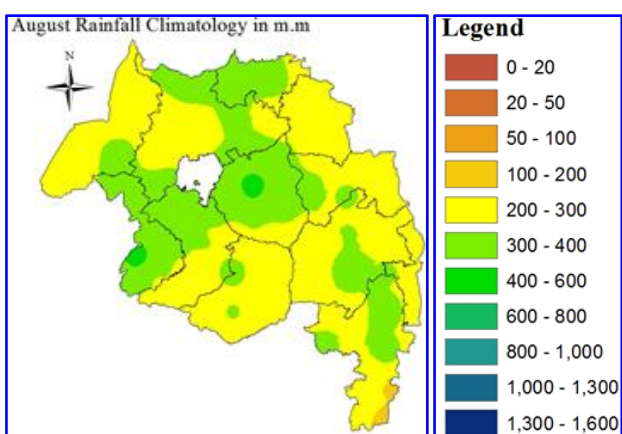 August Rainfall Climatology in m.m
N
Legend
0 - 20
20 - 50
50 - 100
100 - 200
200 - 300
300 - 400
400 - 600
600 - 800
800 - 1,000
1,000 - 1,300
1,300 - 1,600